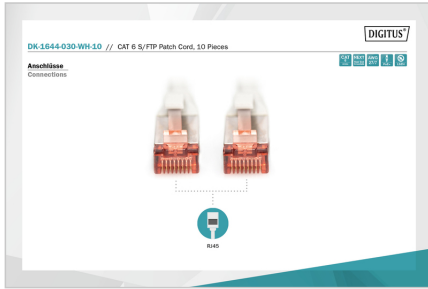 DIGITUS®
DK-1644-030-WH-10 // CAT 6 S/FTP Patch Cord, 10 Pieces
Anschlüsse
Connections
RJ45